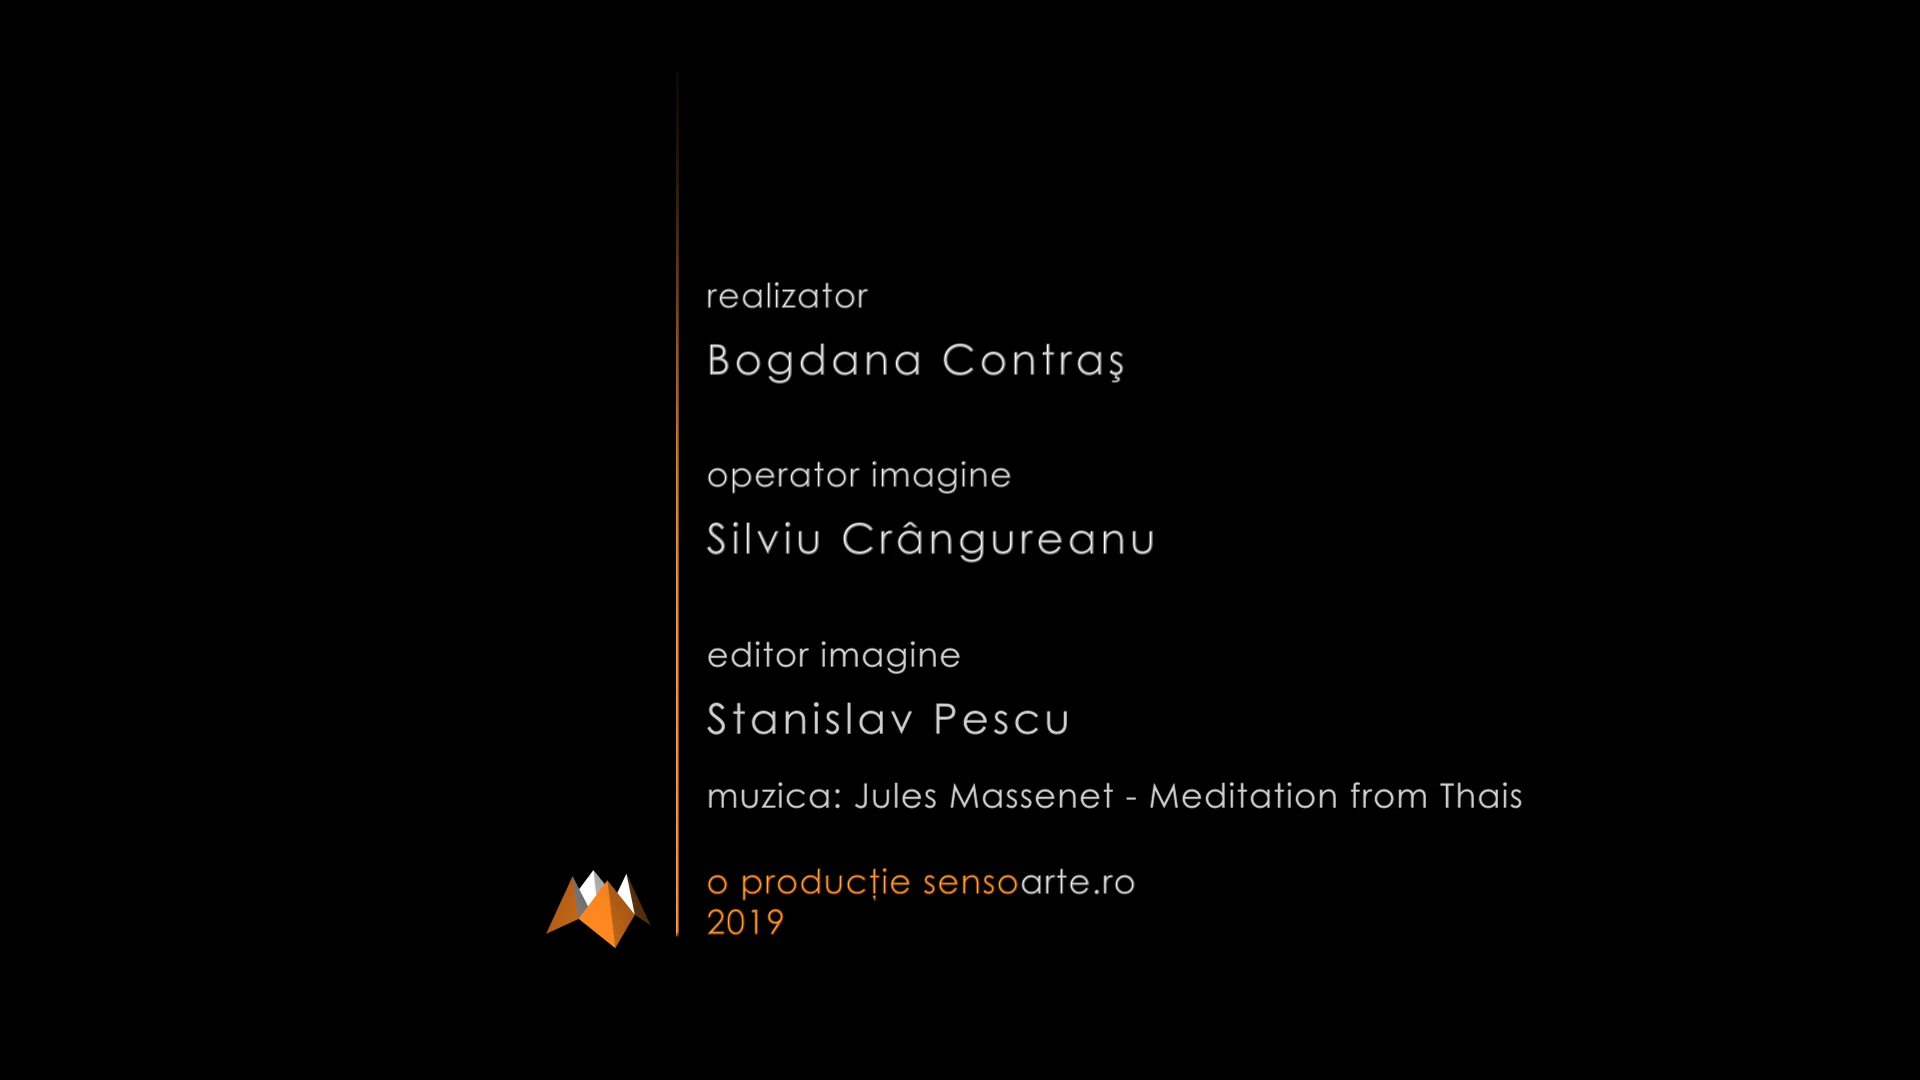 realizator
Bogdana Contraş
operator imagine
Silviu Crângureanu
editor imagine
Stanislav Pescu
muzica: Jules Massenet - Meditation from Thais
o producție sensoarte.ro
2019